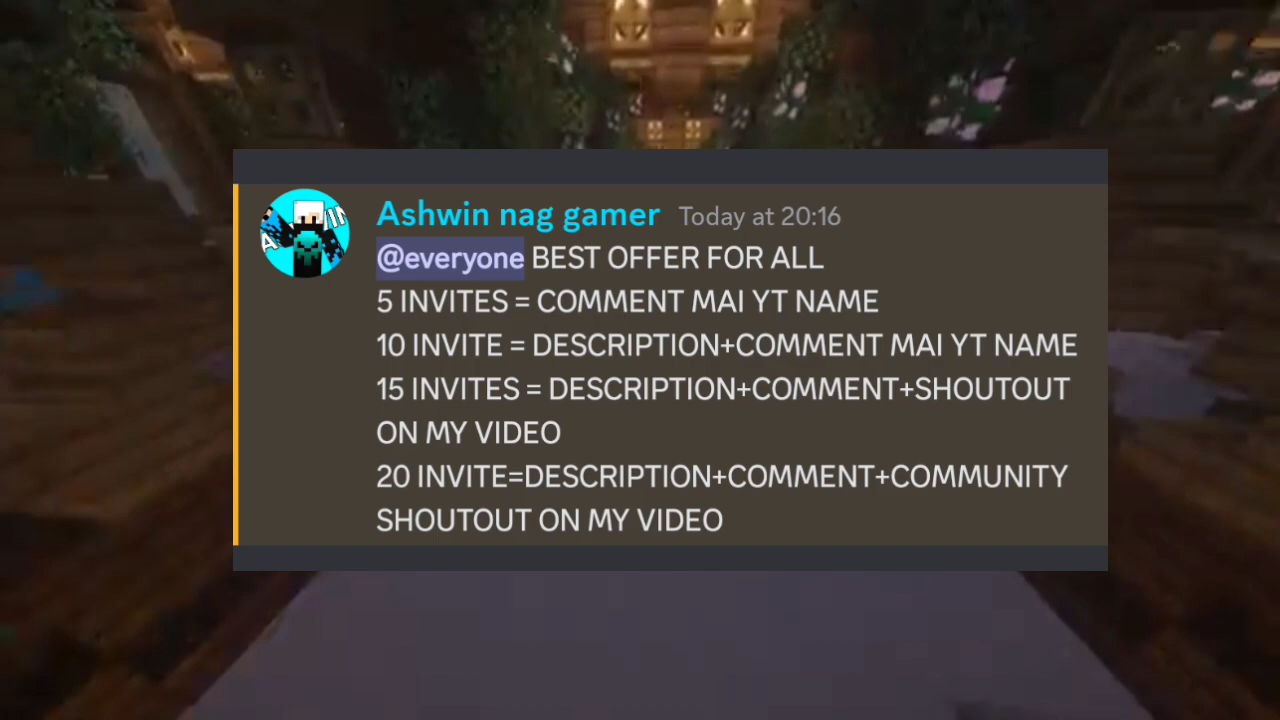 Ashwin nag gamer Today at 20:16
@everyone BEST OFFER FOR ALL
5 INVITES = COMMENT MAI YT NAME
10 INVITE = DESCRIPTION+COMMENT MAI YT NAME
15 INVITES = DESCRIPTION+COMMENT+SHOUTOUT
ON MY VIDEO
20 INVITE=DESCRIPTION+COMMENT+COMMUNITY
SHOUTOUT ON MY VIDEO